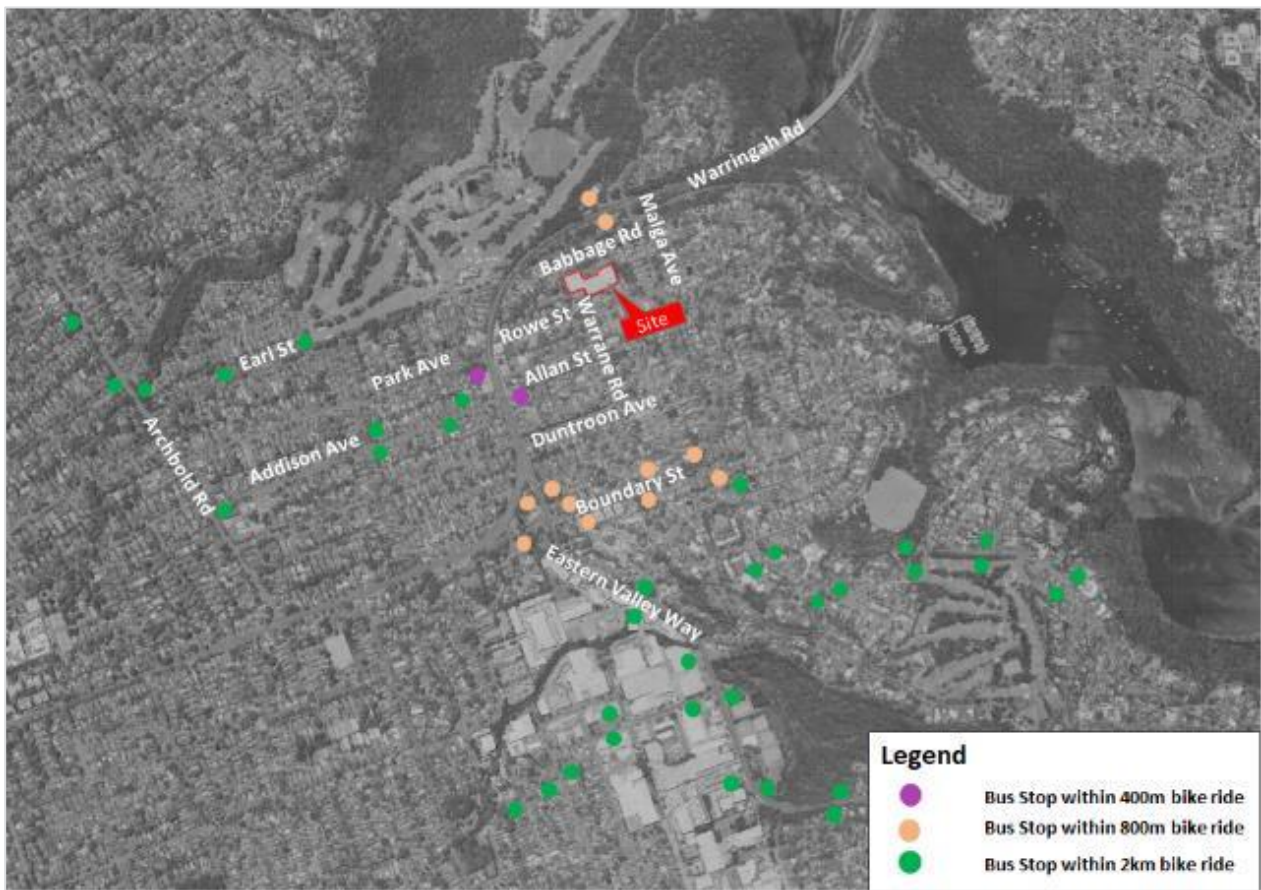 Warringah Rd
Malga Ave
Babbage Rd
Site
Rowe St
Warrane Rd
Earl St
Park Ave
Allan St
Duntroon Ave
Addison Ave
Archbold Rd
Boundary St
Eastern Valley Way
Legend
Bus Stop within 400m bike ride
Bus Stop within 800m bike ride
Bus Stop within 2km bike ride